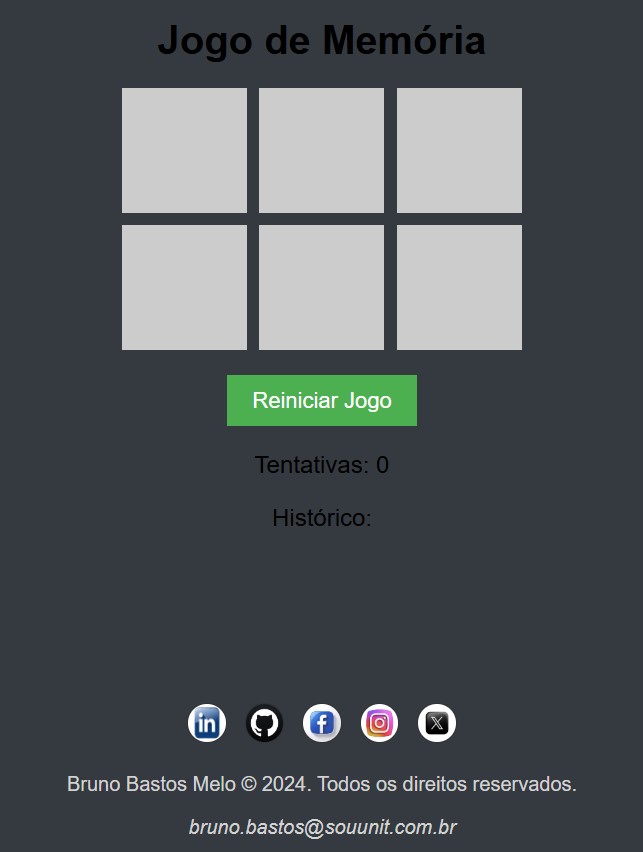 Jogo de Memória
Reiniciar Jogo
Tentativas: 0
Histórico:
in f X
Bruno Bastos Melo © 2024. Todos os direitos reservados.
bruno.bastos@souunit.com.br